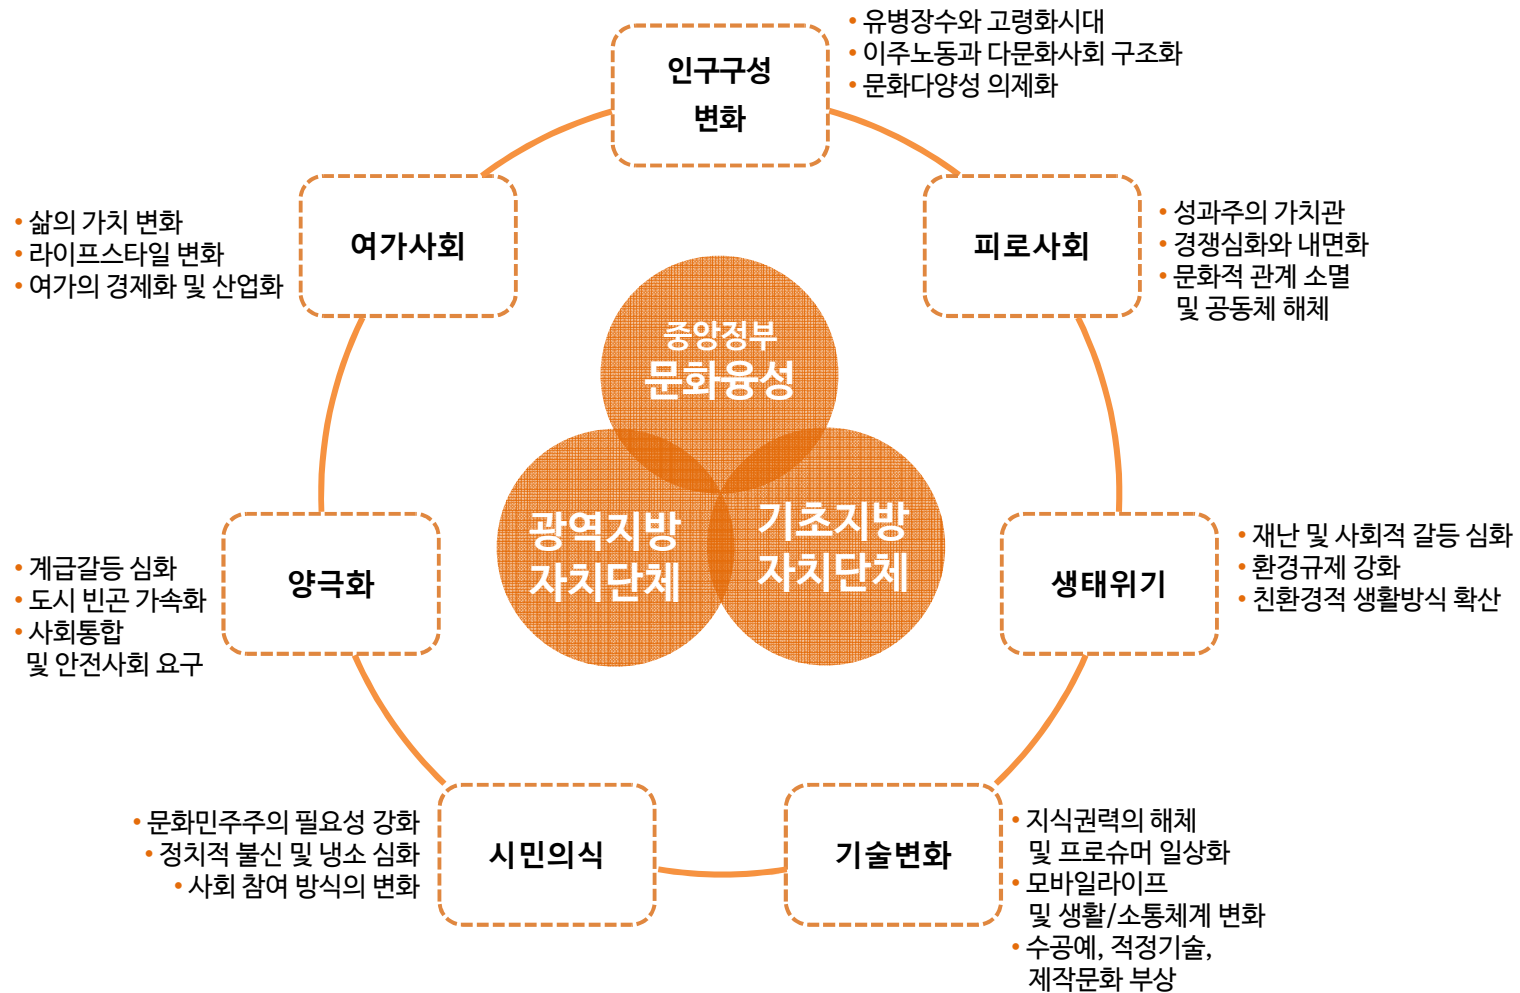 인구구성
변화
• 유병장수와 고령화시대
• 이주노동과 다문화사회 구조화
• 문화다양성 의제화
피로사회
• 성과주의 가치관
• 경쟁심화와 내면화
• 문화적 관계 소멸
및 공동체 해체
생태위기
• 재난 및 사회적 갈등 심화
• 환경규제 강화
• 친환경적 생활방식 확산
기술변화
• 지식권력의 해체
및 프로슈머 일상화
• 모바일라이프
및 생활/소통체계 변화
• 수공예, 적정기술,
제작문화 부상
시민의식
• 문화민주주의 필요성 강화
• 정치적 불신 및 냉소 심화
• 사회 참여 방식의 변화
양극화
• 계급갈등 심화
• 도시 빈곤 가속화
• 사회통합
및 안전사회 요구
여가사회
• 삶의 가치 변화
• 라이프스타일 변화
• 여가의 경제화 및 산업화
중앙정부
문화융성
광역지방
자치단체
기초지방
자치단체